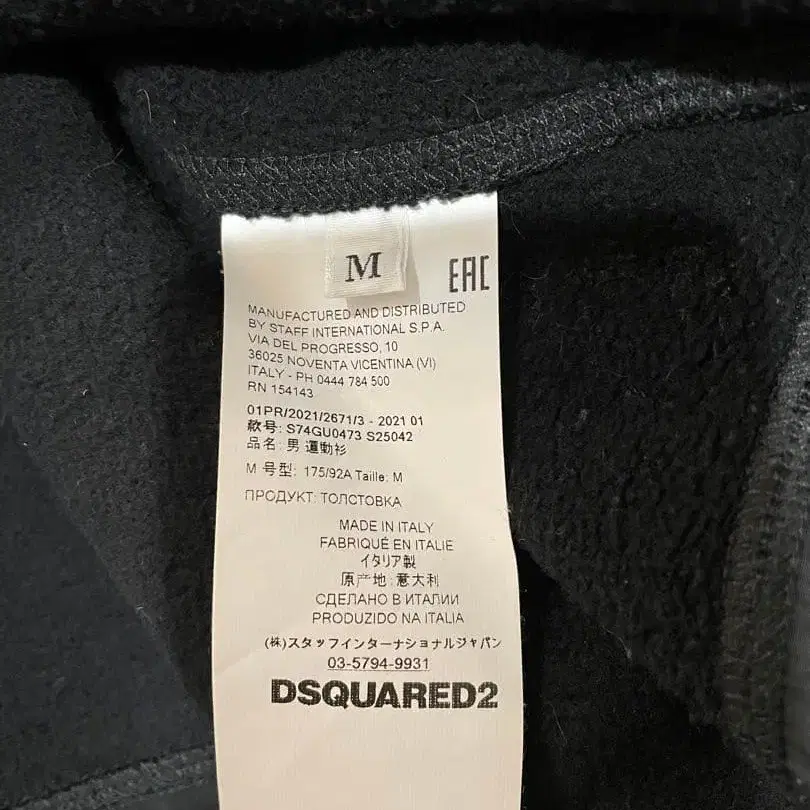 M
EAC
MANUFACTURED AND DISTRIBUTED
BY STAFF INTERNATIONAL S.P.A.
VIA DEL PROGRESSO, 10
36025 NOVENTA VICENTINA (VI)
ITALY - PH 0444 784 500
RN 154143
01PR/2021/2671/3 - 2021 01
款号: S74GU0473 S25042
品名: 男 運動衫
M 号型: 175/92A Taille: M
ПРОДУКТ: ТОЛСТОВКА
MADE IN ITALY
FABRIQUÉ EN ITALIE
イタリア製
原产地: 意大利
СДЕЛАНО В ИТАЛИИ
PRODUZIDO NA ITALIA
(株)スタッフインターナショナルジャパン
03-5794-9931
DSQUARED2